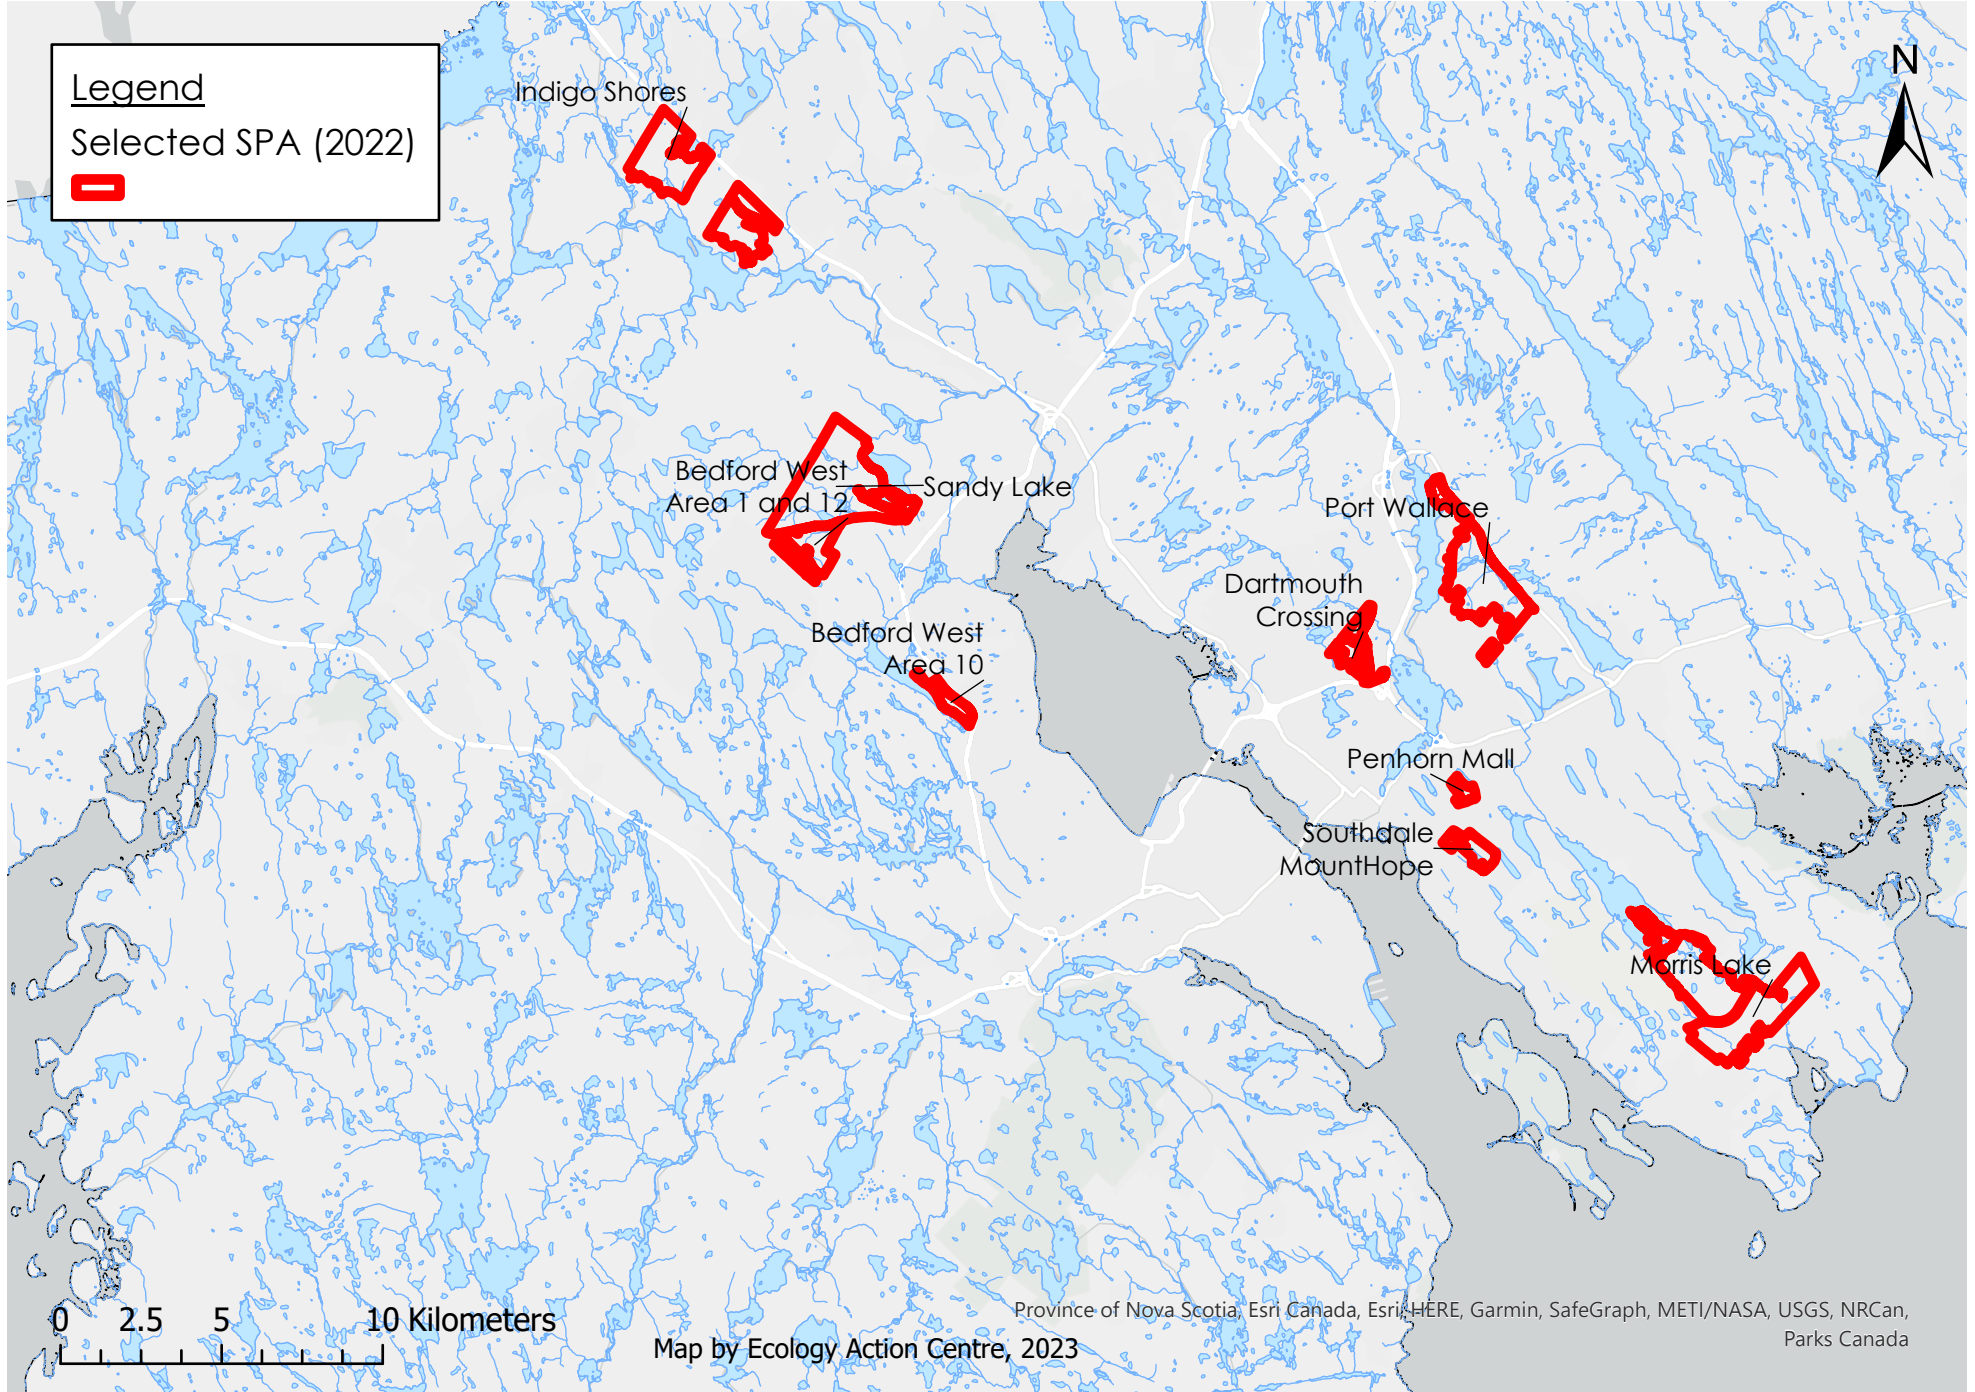 Legend
Selected SPA (2022)
N
Indigo Shores
Bedford West
Area 1 and 12
Sandy Lake
Port Wallace
Dartmouth
Crossing
Bedford West
Area 10
Penhorn Mall
Southdale
MountHope
Morris Lake
0 2.5 5 10 Kilometers
Province of Nova Scotia, Esri Canada, Esri, HERE, Garmin, SafeGraph, METI/NASA, USGS, NRCan,
Parks Canada
Map by Ecology Action Centre, 2023